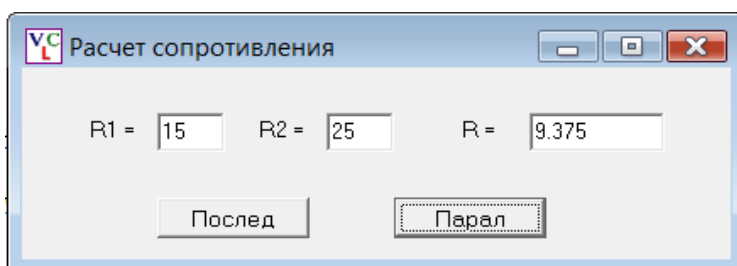 VCL Расчет сопротивления
R1 = 15 R2 = 25 R = 9.375
Послед Парал